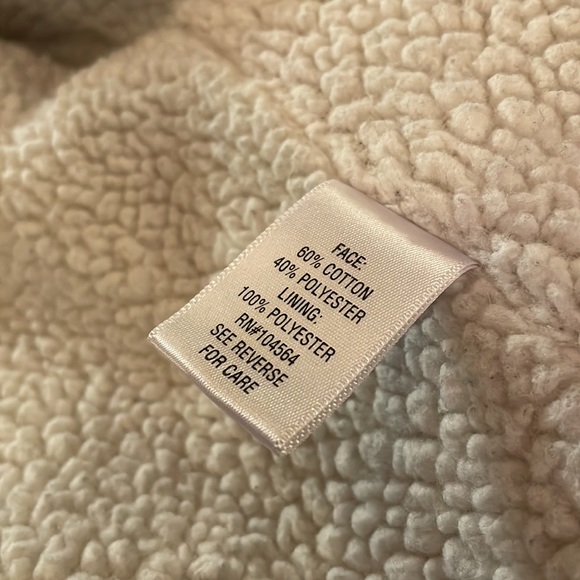 FACE:
60% COTTON
40% POLYESTER
LINING:
100% POLYESTER
RN#104564
SEE REVERSE
FOR CARE